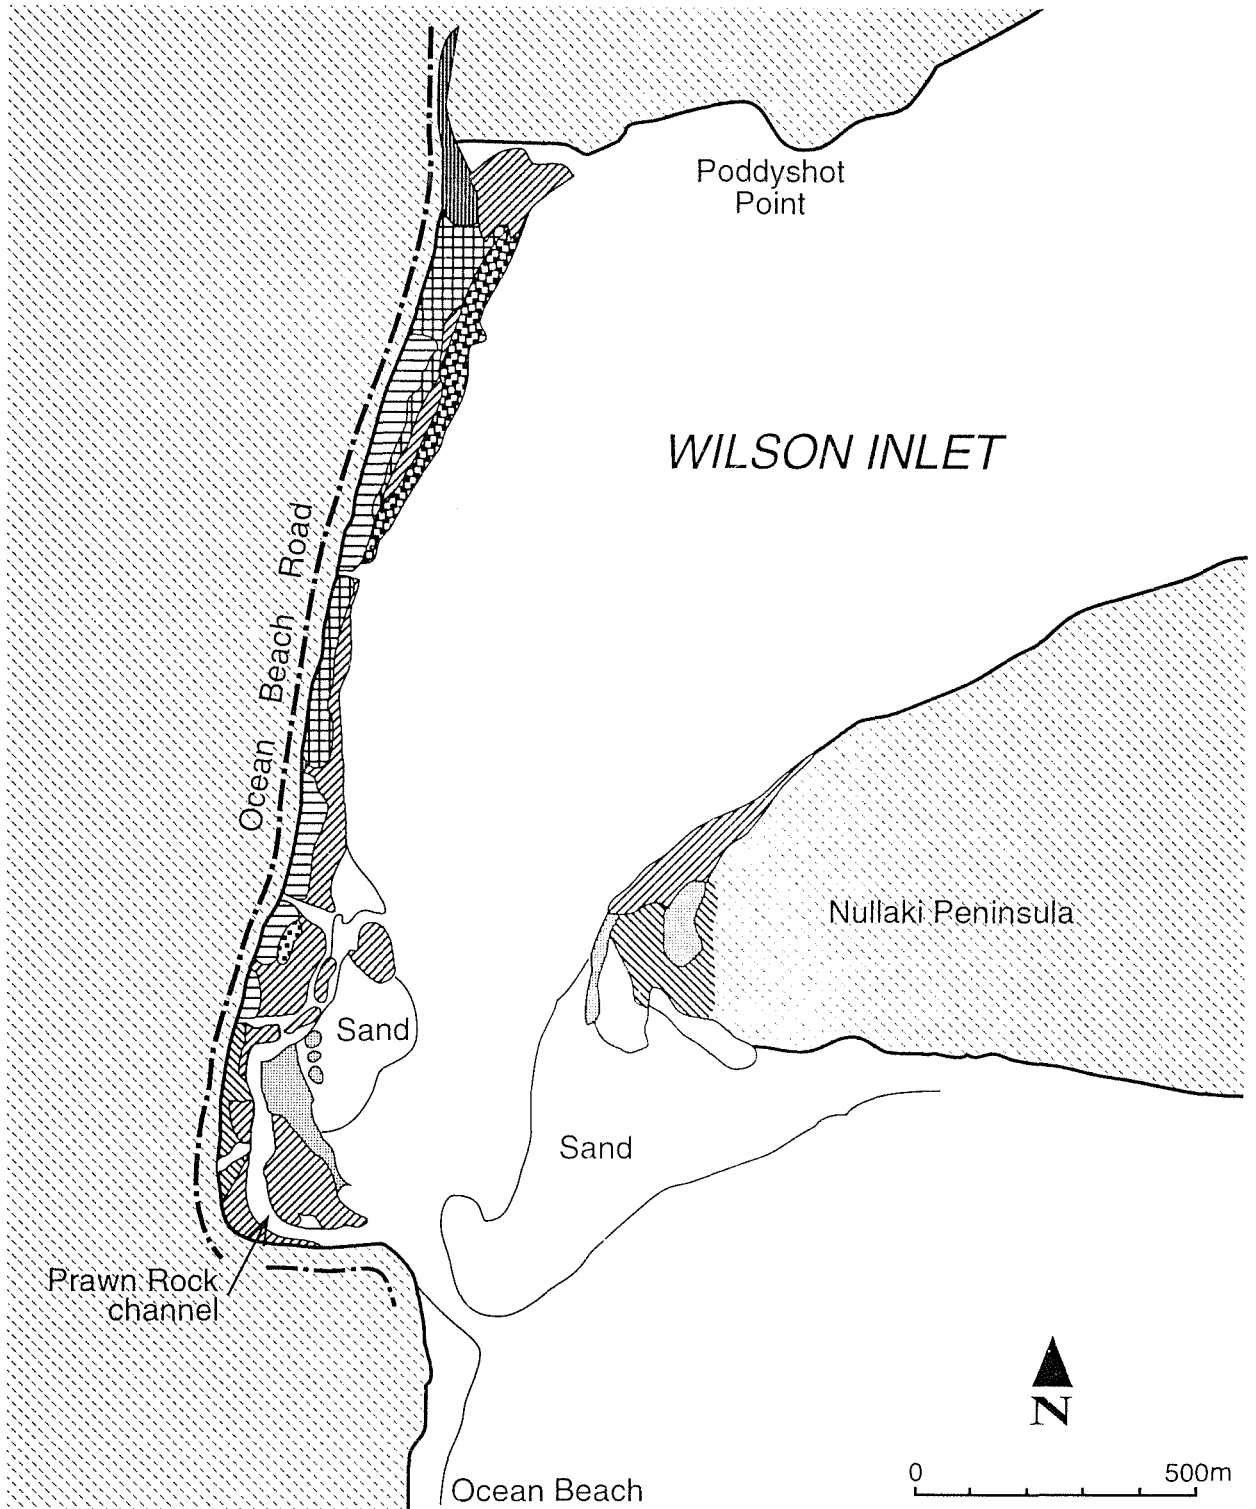 Poddyshot
Point
WILSON INLET
Ocean Beach Road
Nullaki Peninsula
Sand
Sand
Prawn Rock
channel
N
0 500m
Ocean Beach